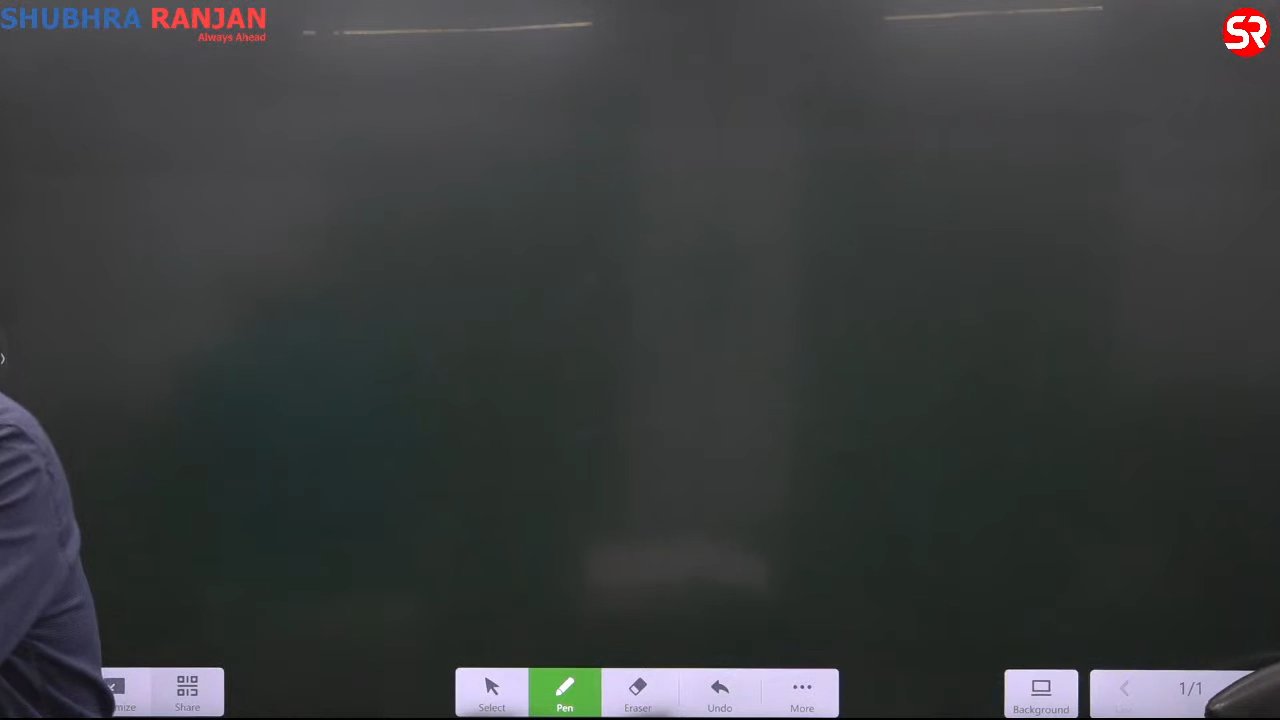 SHUBHRA RANJAN
Always Ahead
SR
Share
Select
Pen
Eraser
Undo
More
Background
1/1